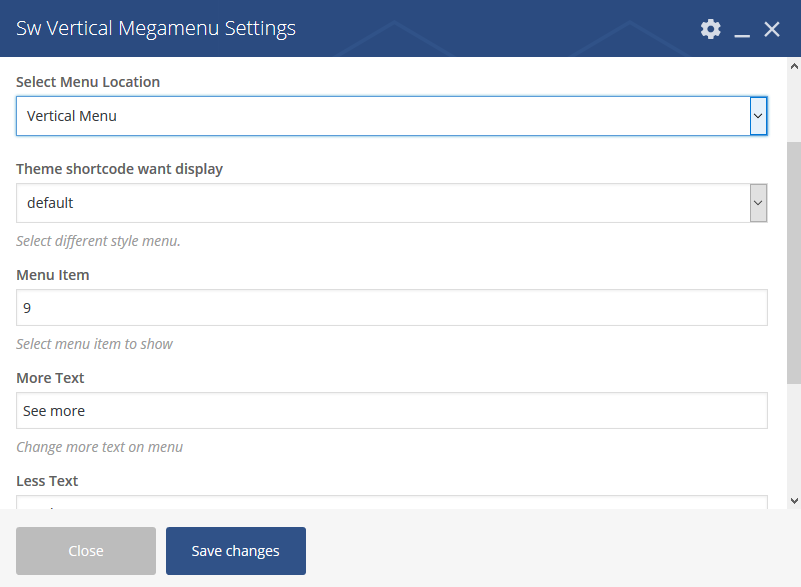 Sw Vertical Megamenu Settings
Select Menu Location
Vertical Menu
Theme shortcode want display
default
Select different style menu.
Menu Item
9
Select menu item to show
More Text
See more
Change more text on menu
Less Text
Close
Save changes